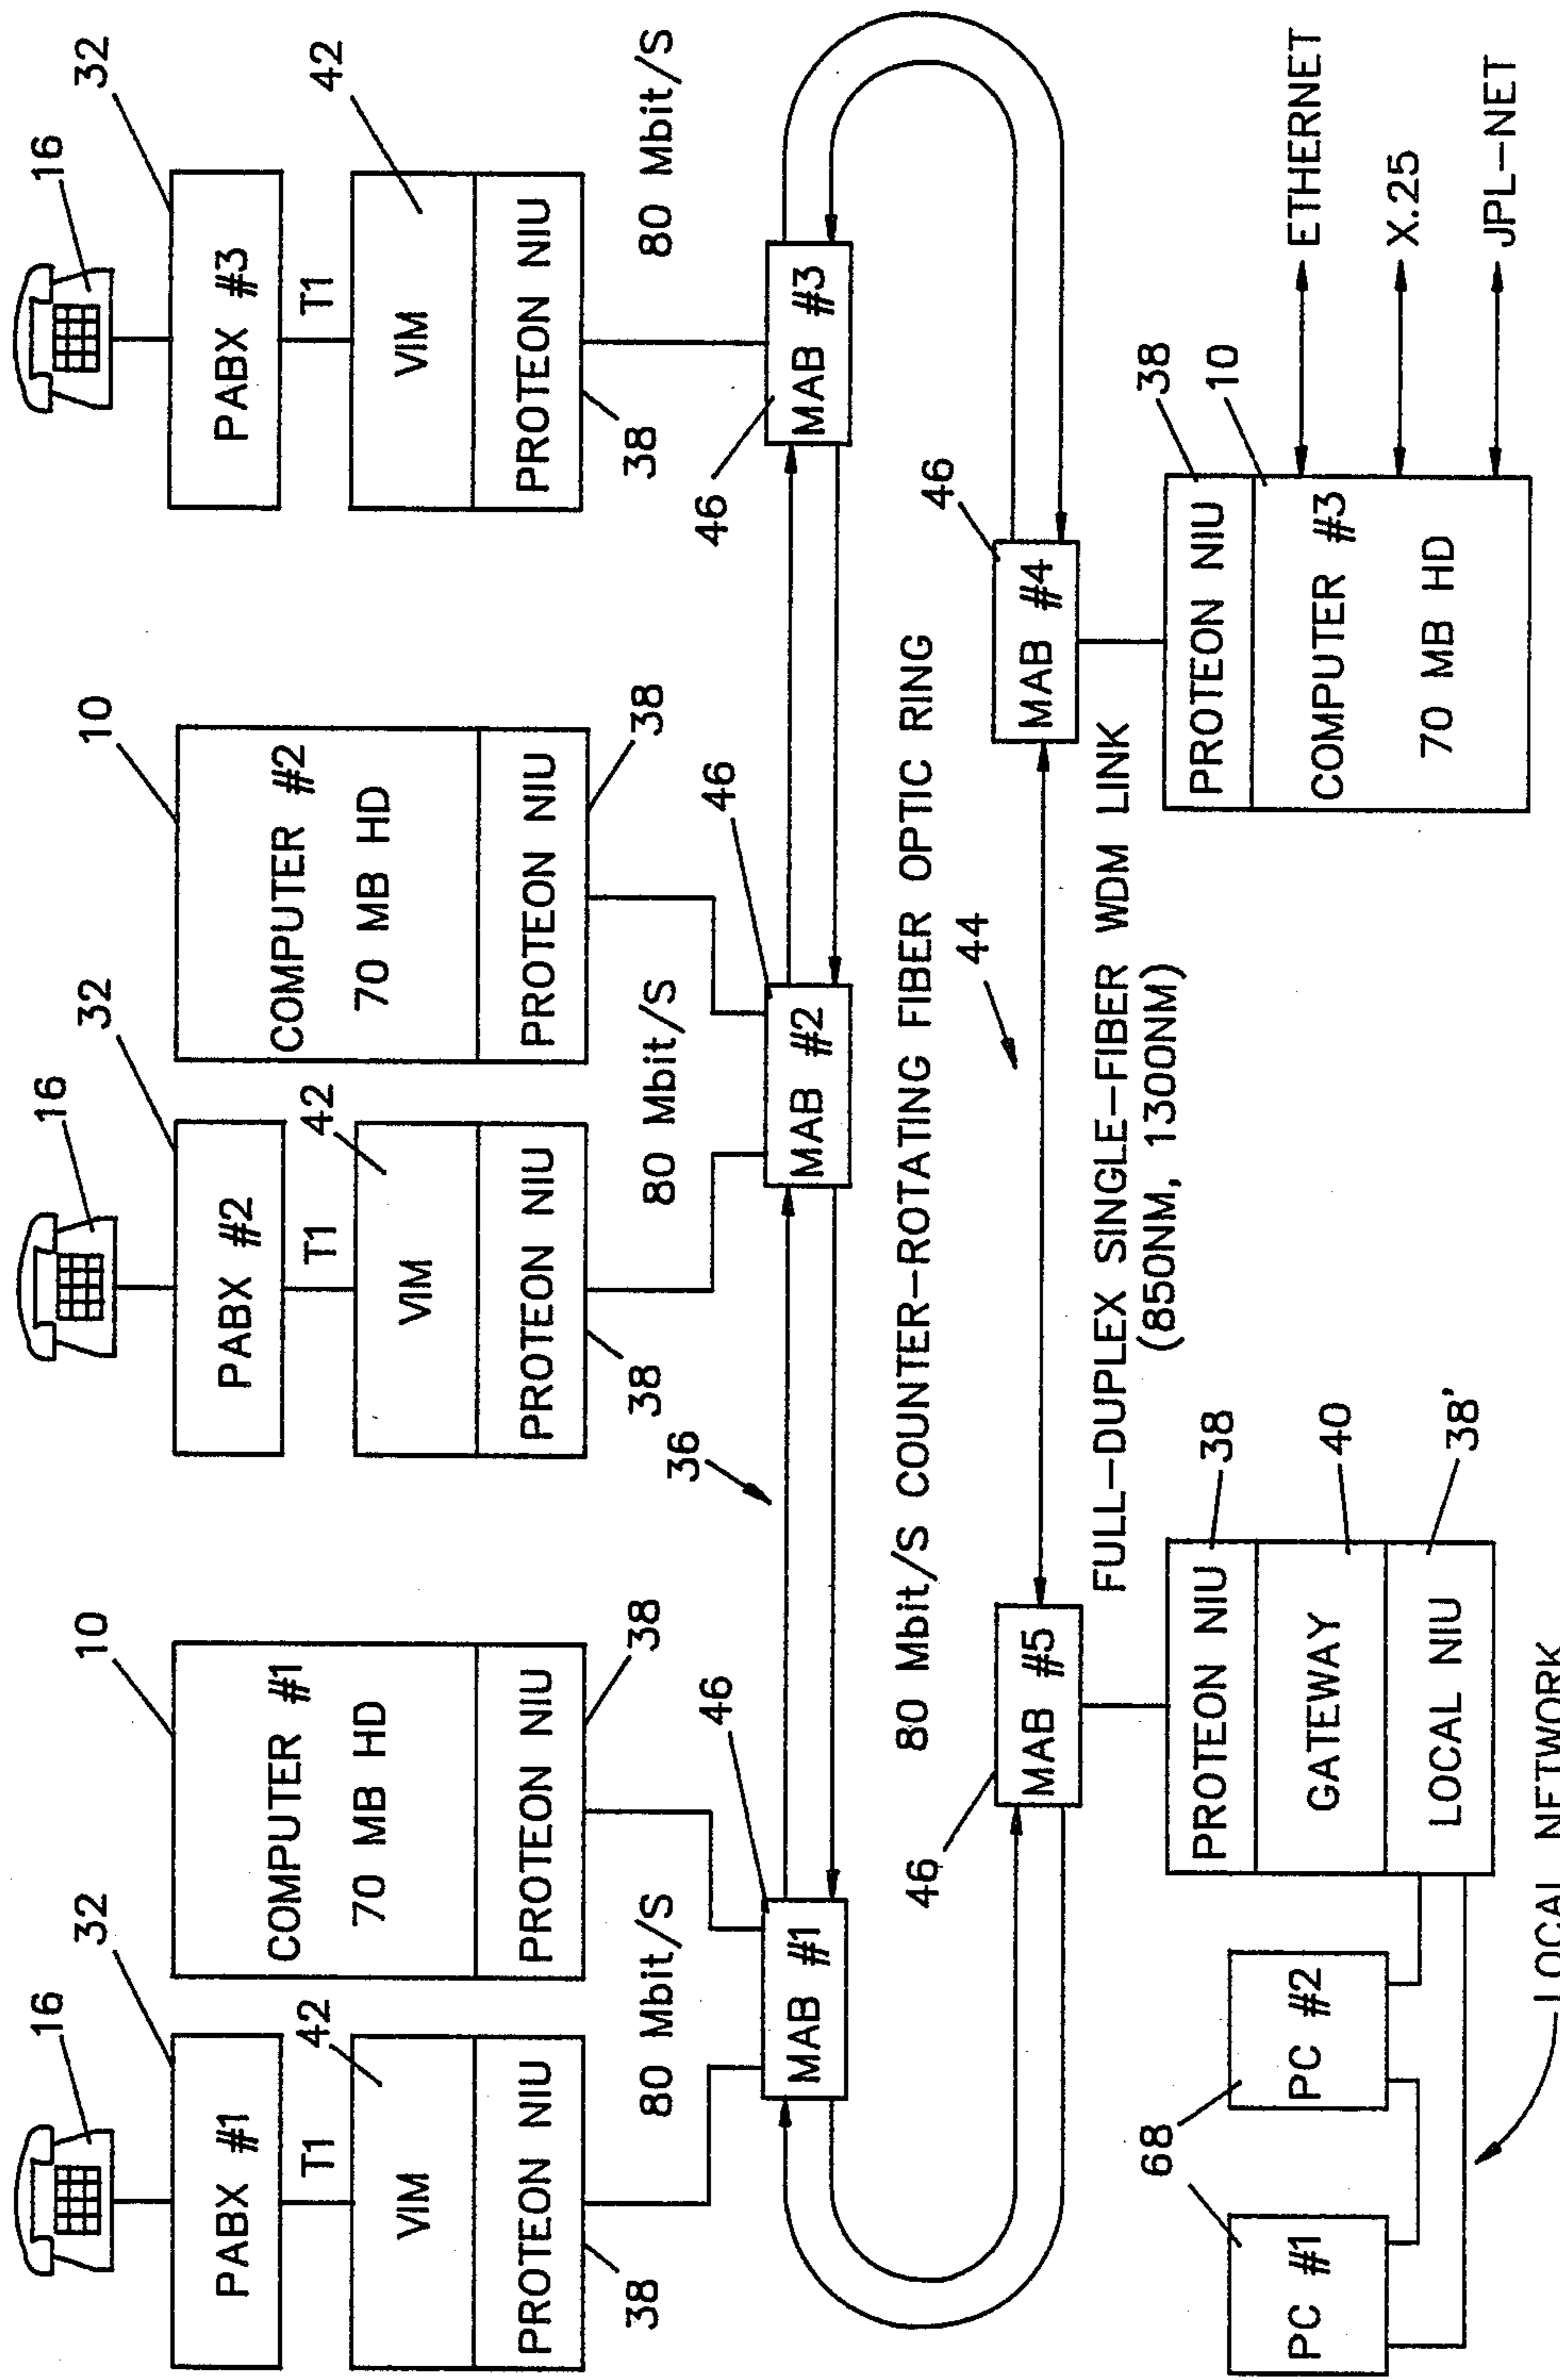 16
32
PABX #1
T1
42
VIM
PROTEON NIU
38
10
COMPUTER #1
70 MB HD
PROTEON NIU
38
80 Mbit/S
46
MAB #1
16
32
PABX #2
T1
42
VIM
PROTEON NIU
38
10
COMPUTER #2
70 MB HD
PROTEON NIU
38
80 Mbit/S
46
MAB #2
16
32
PABX #3
T1
42
VIM
PROTEON NIU
38
80 Mbit/S
46
MAB #3
36
80 Mbit/S COUNTER-ROTATING FIBER OPTIC RING
44
46
MAB #5
46
MAB #4
FULL-DUPLEX SINGLE-FIBER WDM LINK
(850NM, 1300NM)
PROTEON NIU
38
GATEWAY
40
LOCAL NIU
38'
68
PC #1
PC #2
LOCAL NETWORK
PROTEON NIU
38
10
COMPUTER #3
70 MB HD
ETHERNET
X.25
JPL-NET